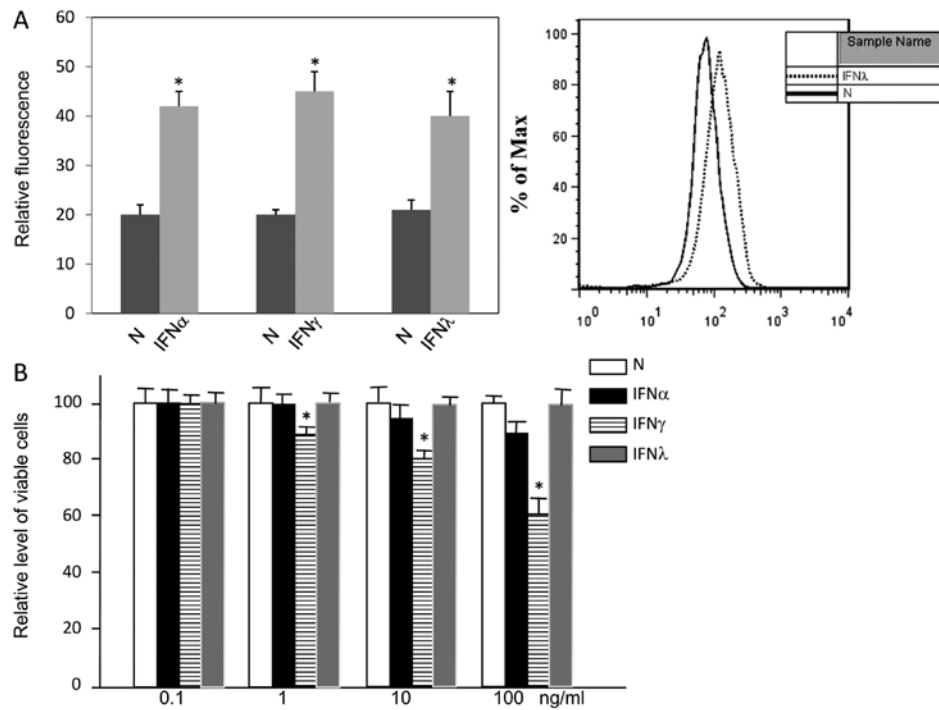 A
60
50
40
30
20
10
0
Relative fluorescence
*
*
*
N
IFNα
N
IFNγ
N
IFNλ
100
80
60
40
20
% of Max
10⁰
10¹
10²
10³
10⁴
Sample Name
IFNλ
N
B
100
80
60
40
20
0
Relative level of viable cells
*
*
*
0.1 1 10 100 ng/ml
N
IFNα
IFNγ
IFNλ